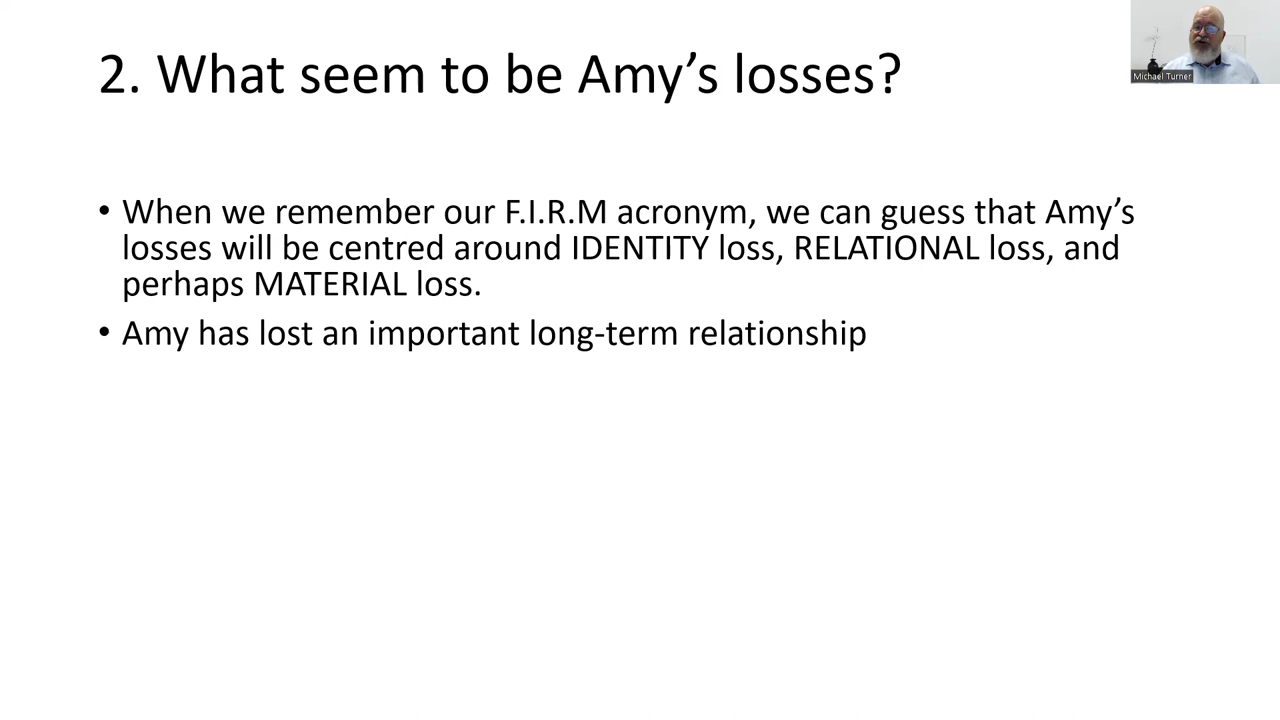 2. What seem to be Amy’s losses?
Michael Turner
• When we remember our F.I.R.M acronym, we can guess that Amy’s
losses will be centred around IDENTITY loss, RELATIONAL loss, and
perhaps MATERIAL loss.
• Amy has lost an important long-term relationship